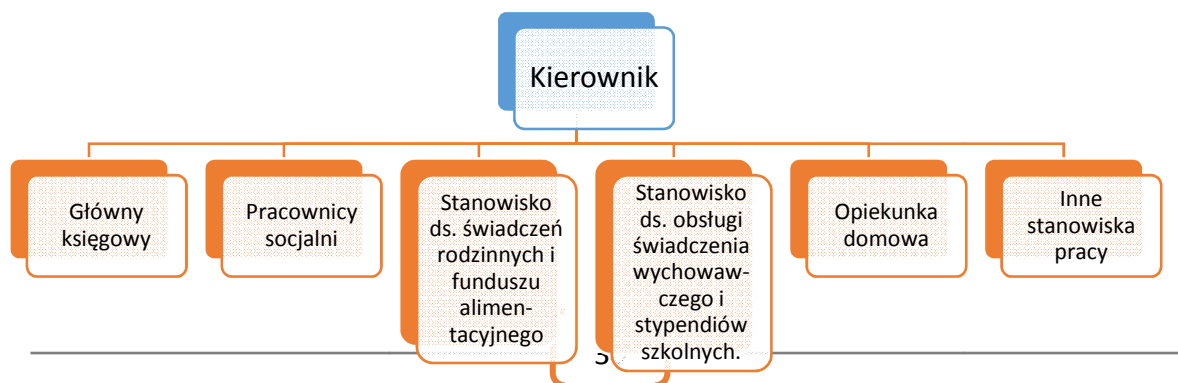 Kierownik
Główny
księgowy
Pracownicy
socjalni
Stanowisko
ds. świadczeń
rodzinnych i
funduszu
alimen-
tacyjnego
Stanowisko
ds. obsługi
świadczenia
wychowaw-
czego i
stypendiów
szkolnych.
Opiekunka
domowa
Inne
stanowiska
pracy